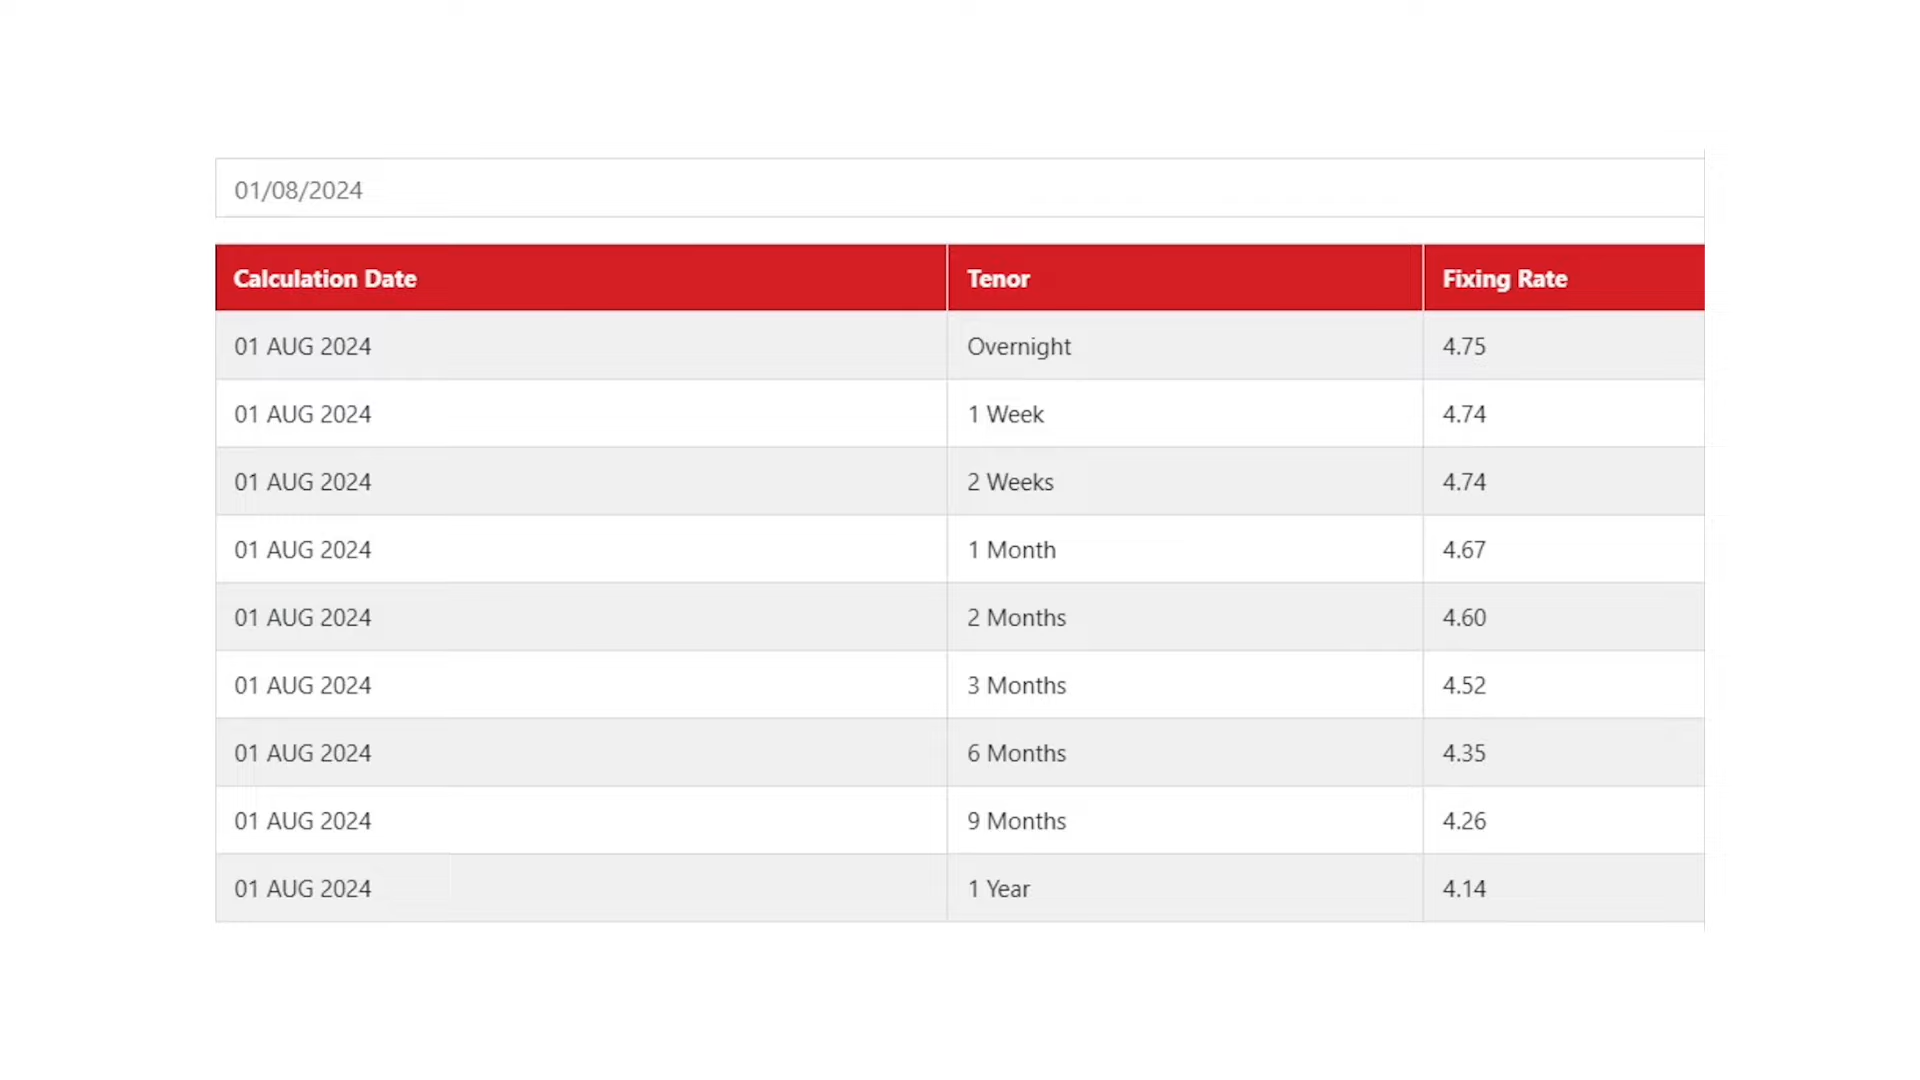 01/08/2024
Calculation Date Tenor Fixing Rate
01 AUG 2024 Overnight 4.75
01 AUG 2024 1 Week 4.74
01 AUG 2024 2 Weeks 4.74
01 AUG 2024 1 Month 4.67
01 AUG 2024 2 Months 4.60
01 AUG 2024 3 Months 4.52
01 AUG 2024 6 Months 4.35
01 AUG 2024 9 Months 4.26
01 AUG 2024 1 Year 4.14